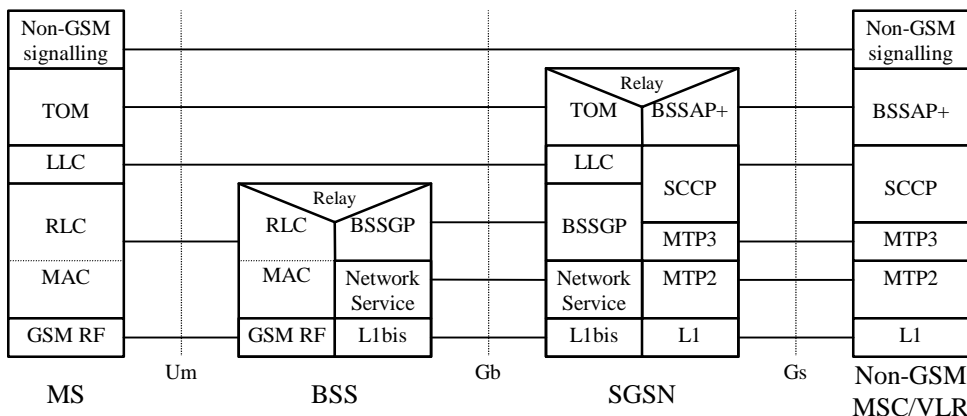 Non-GSM
signalling
Non-GSM
signalling
Relay
TOM
TOM
BSSAP+
BSSAP+
LLC
LLC
SCCP
SCCP
Relay
RLC
RLC
BSSGP
BSSGP
MTP3
MTP3
MAC
MAC
Network
Service
Network
Service
MTP2
MTP2
GSM RF
GSM RF
L1bis
L1bis
L1
L1
Um
Gb
Gs
MS
BSS
SGSN
Non-GSM
MSC/VLR